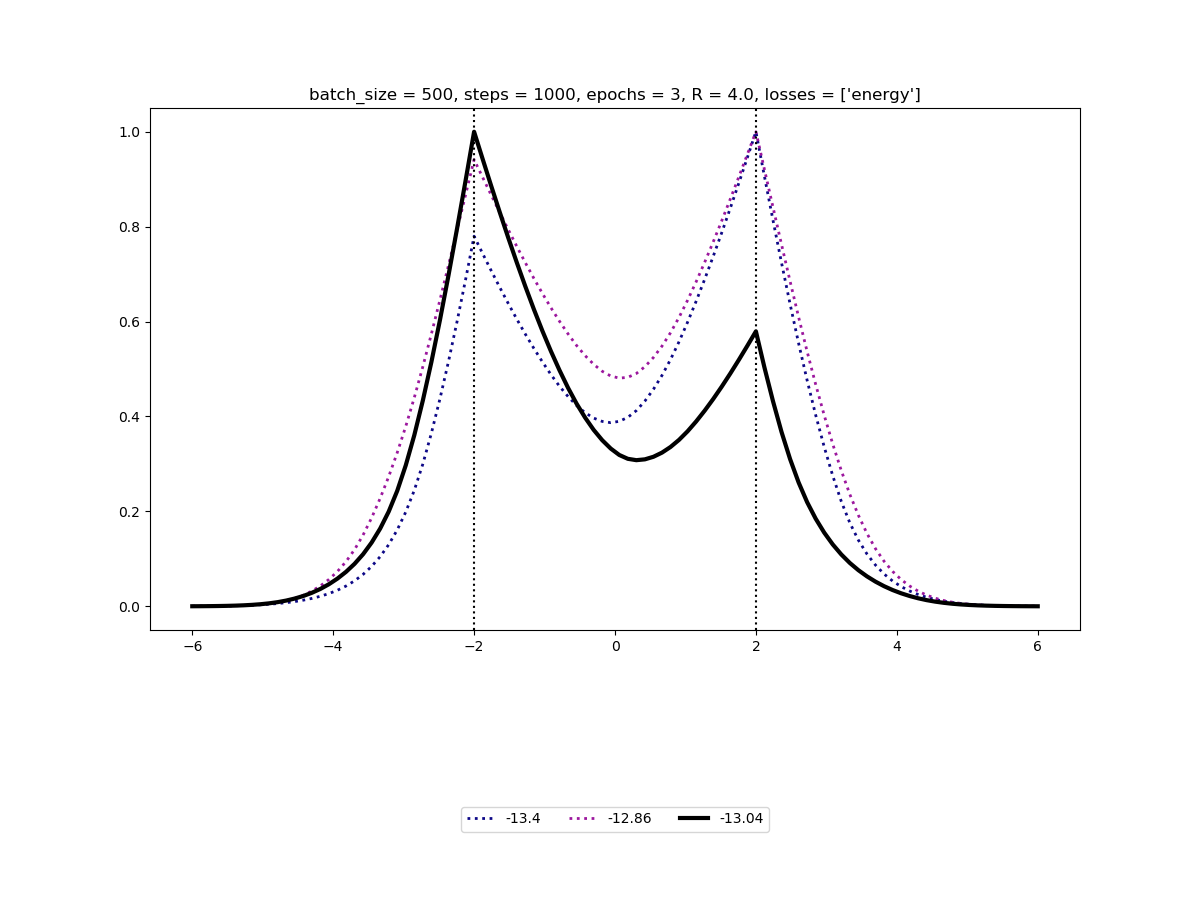 batch_size = 500, steps = 1000, epochs = 3, R = 4.0, losses = ['energy']
1.0
0.8
0.6
0.4
0.2
0.0
−6 −4 −2 0 2 4 6
-13.4 -12.86 -13.04